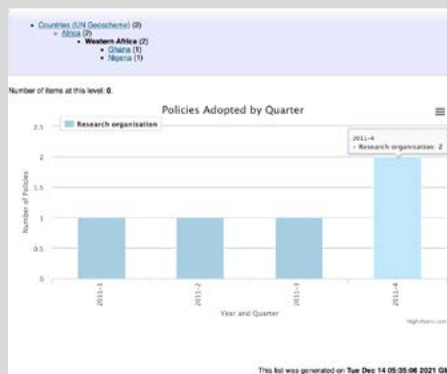 Countries (UN Geoscheme) (2)
Africa (2)
Western Africa (2)
Ghana (1)
Nigeria (1)
Number of items at this level: 0.
Policies Adopted by Quarter
Research organisation
2011-4
- Research organisation: 2
2.5
2
1.5
1
0.5
0
Number of Policies
2011-1
2011-2
2011-3
2011-4
Year and Quarter
Highcharts.com
This list was generated on Tue Dec 14 05:35:06 2021